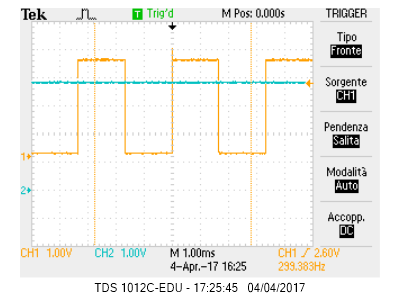 Tek T Trig'd M Pos: 0.000s TRIGGER
Tipo
Fronte
Sorgente
CH1
Pendenza
Salita
Modalità
Auto
Accopp.
DC
1
2
CH1 1.00V CH2 1.00V M 1.00ms CH1 2.60V
4-Apr.-17 16:25 299.383Hz
TDS 1012C-EDU - 17:25:45 04/04/2017